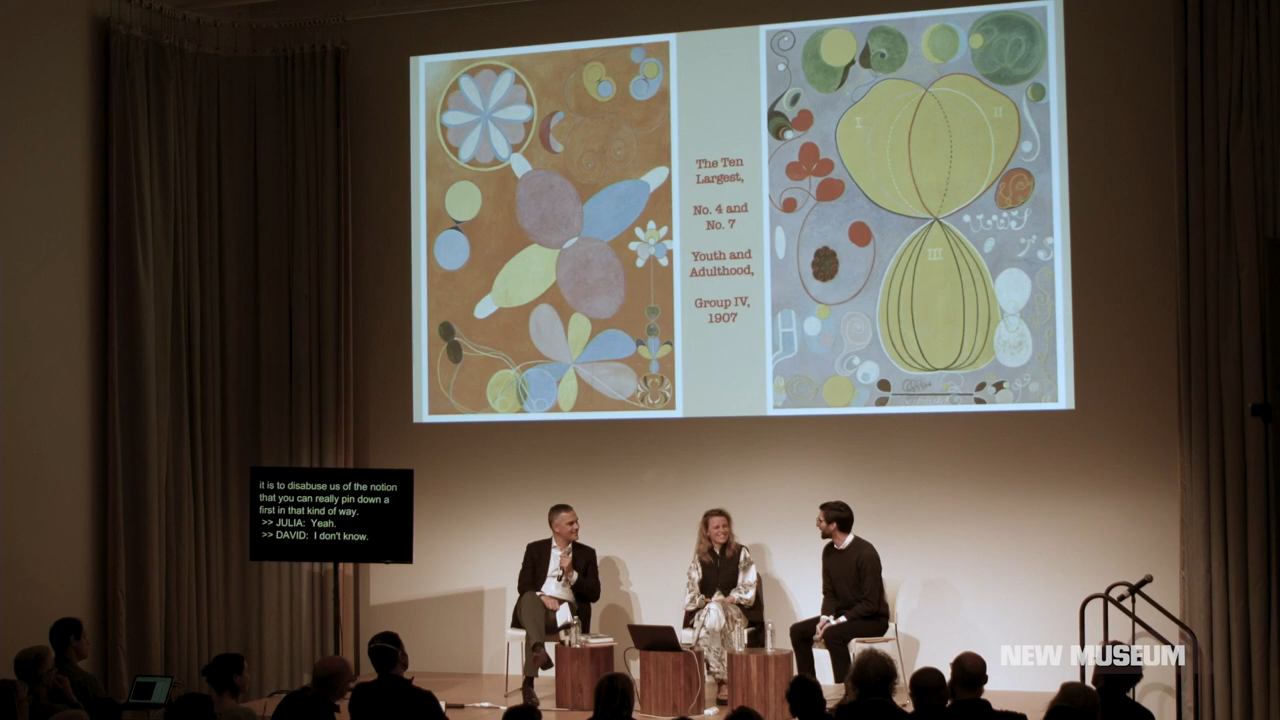 The Ten
Largest,
No. 4 and
No. 7
Youth and
Adulthood,
Group IV,
1907
I
II
III
it is to disabuse us of the notion
that you can really pin down a
first in that kind of way.
>> JULIA: Yeah.
>> DAVID: I don't know.
NEW MUSEUM